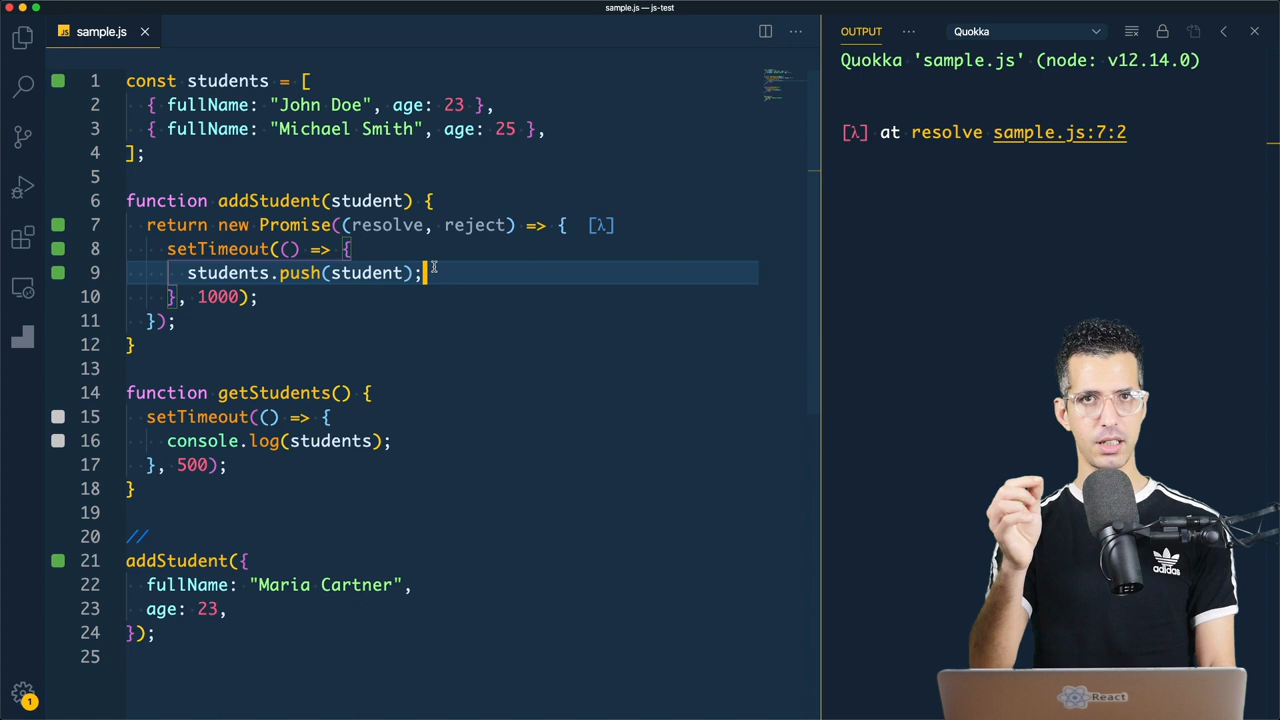 sample.js — js-test
JS sample.js
OUTPUT
Quokka
1 const students = [
2 { fullName: "John Doe", age: 23 },
3 { fullName: "Michael Smith", age: 25 },
4 ];
5
6 function addStudent(student) {
7 return new Promise((resolve, reject) => { [λ]
8 setTimeout(() => {
9 students.push(student);
10 }, 1000);
11 });
12 }
13
14 function getStudents() {
15 setTimeout(() => {
16 console.log(students);
17 }, 500);
18 }
19
20 //
21 addStudent({
22 fullName: "Maria Cartner",
23 age: 23,
24 });
25
1
Quokka 'sample.js' (node: v12.14.0)
[λ] at resolve sample.js:7:2
adidas
React